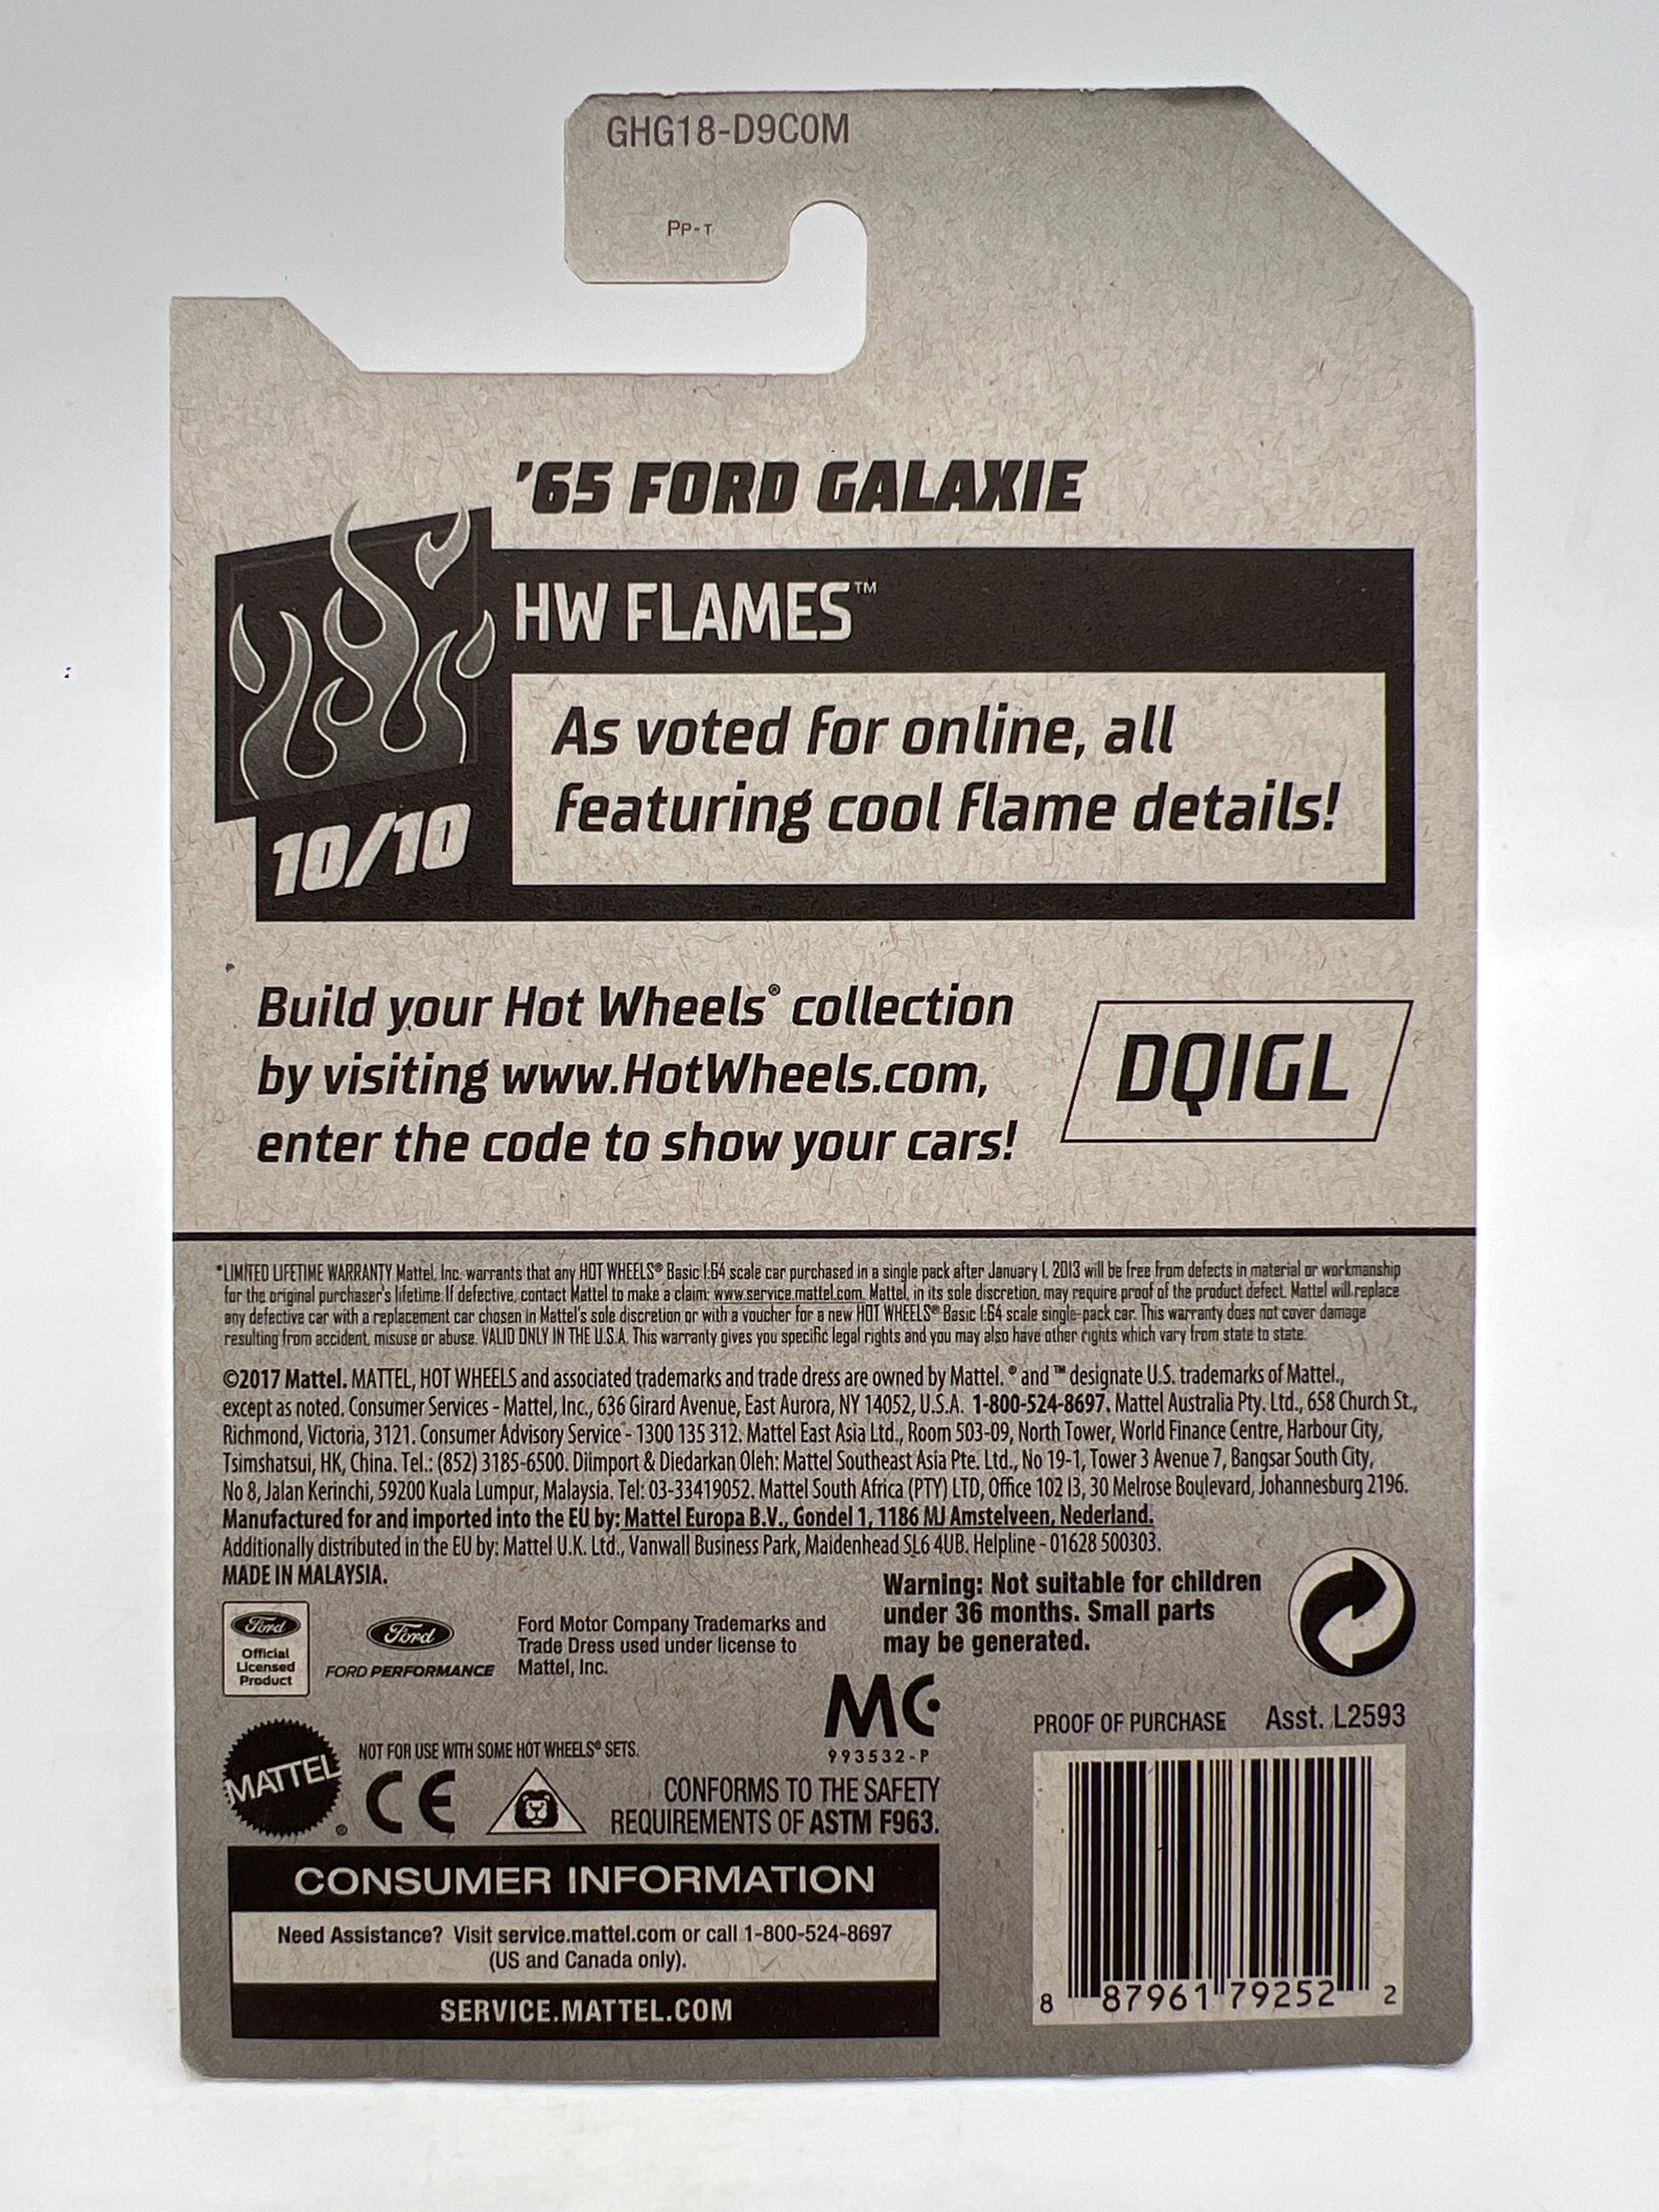 GHG18-D9C0M
PP-T
'65 FORD GALAXIE
HW FLAMES™
As voted for online, all
featuring cool flame details!
10/10
Build your Hot Wheels® collection
by visiting www.HotWheels.com,
enter the code to show your cars!
DQIGL
*LIMITED LIFETIME WARRANTY Mattel, Inc. warrants that any HOT WHEELS® Basic 1:64 scale car purchased in a single pack after January 1, 2013 will be free from defects in material or workmanship
for the original purchaser's lifetime. If defective, contact Mattel to make a claim: www.service.mattel.com. Mattel, in its sole discretion, may require proof of the product defect. Mattel will replace
any defective car with a replacement car chosen in Mattel's sole discretion or with a voucher for a new HOT WHEELS® Basic 1:64 scale single-pack car. This warranty does not cover damage
resulting from accident, misuse or abuse. VALID ONLY IN THE U.S.A. This warranty gives you specific legal rights and you may also have other rights which vary from state to state.
©2017 Mattel. MATTEL, HOT WHEELS and associated trademarks and trade dress are owned by Mattel. ® and ™ designate U.S. trademarks of Mattel.,
except as noted. Consumer Services - Mattel, Inc., 636 Girard Avenue, East Aurora, NY 14052, U.S.A. 1-800-524-8697. Mattel Australia Pty. Ltd., 658 Church St.,
Richmond, Victoria, 3121. Consumer Advisory Service - 1300 135 312. Mattel East Asia Ltd., Room 503-09, North Tower, World Finance Centre, Harbour City,
Tsimshatsui, HK, China. Tel.: (852) 3185-6500. Diimport & Diedarkan Oleh: Mattel Southeast Asia Pte. Ltd., No 19-1, Tower 3 Avenue 7, Bangsar South City,
No 8, Jalan Kerinchi, 59200 Kuala Lumpur, Malaysia. Tel: 03-33419052. Mattel South Africa (PTY) LTD, Office 102 I3, 30 Melrose Boulevard, Johannesburg 2196.
Manufactured for and imported into the EU by: Mattel Europa B.V., Gondel 1, 1186 MJ Amstelveen, Nederland.
Additionally distributed in the EU by: Mattel U.K. Ltd., Vanwall Business Park, Maidenhead SL6 4UB. Helpline - 01628 500303.
MADE IN MALAYSIA.
Warning: Not suitable for children
under 36 months. Small parts
may be generated.
Ford
Official
Licensed
Product
Ford
FORD PERFORMANCE
Ford Motor Company Trademarks and
Trade Dress used under license to
Mattel, Inc.
MC
993532-P
PROOF OF PURCHASE Asst. L2593
MATTEL®
NOT FOR USE WITH SOME HOT WHEELS® SETS.
CE
CONFORMS TO THE SAFETY
REQUIREMENTS OF ASTM F963.
CONSUMER INFORMATION
Need Assistance? Visit service.mattel.com or call 1-800-524-8697
(US and Canada only).
SERVICE.MATTEL.COM
8 87961 79252 2